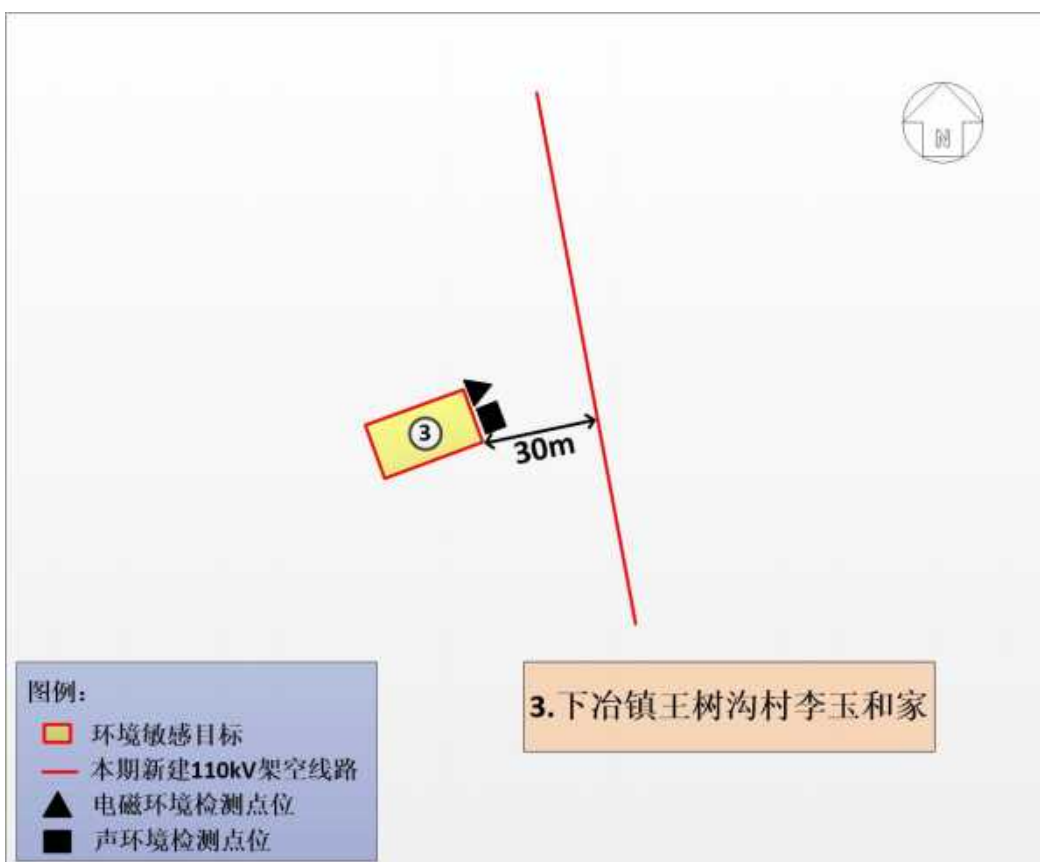 N
3
30m
3.下冶镇王树沟村李玉和家
图例：
环境敏感目标
本期新建110kV架空线路
电磁环境检测点位
声环境检测点位